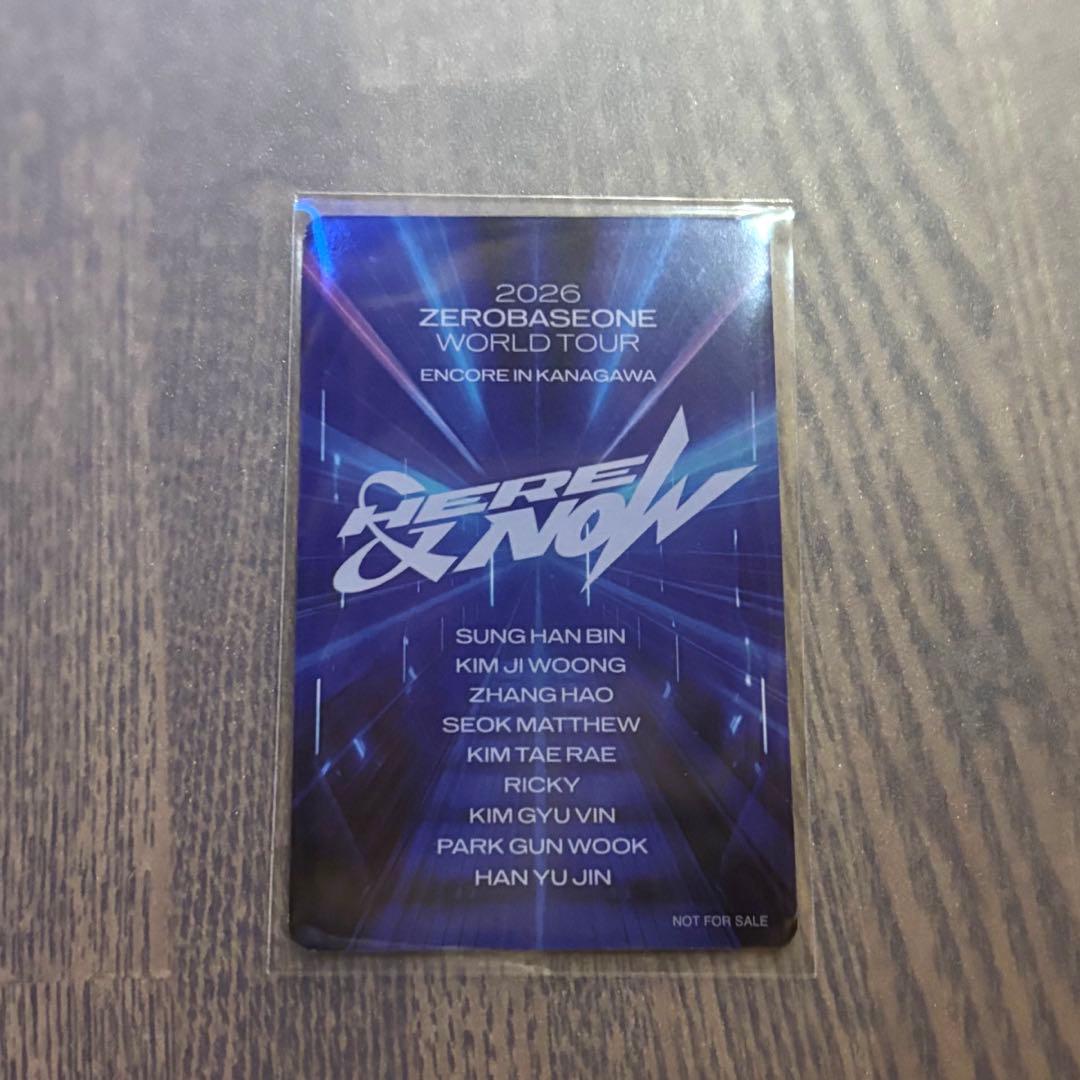 2026
ZEROBASEONE
WORLD TOUR
ENCORE IN KANAGAWA
HERE
& NOW
SUNG HAN BIN
KIM JI WOONG
ZHANG HAO
SEOK MATTHEW
KIM TAE RAE
RICKY
KIM GYU VIN
PARK GUN WOOK
HAN YU JIN
NOT FOR SALE